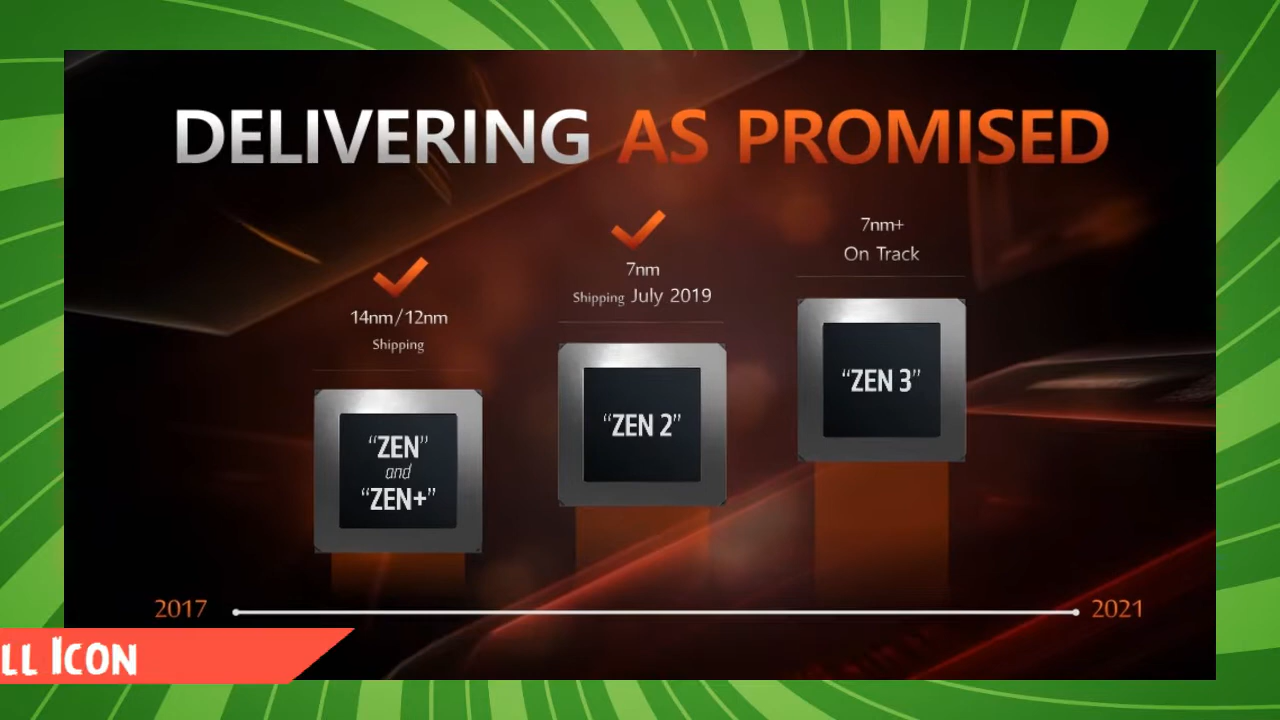 DELIVERING AS PROMISED
14nm/12nm
Shipping
“ZEN”
and
“ZEN+”
7nm
Shipping July 2019
“ZEN 2”
7nm+
On Track
“ZEN 3”
2017
2021
LL ICON